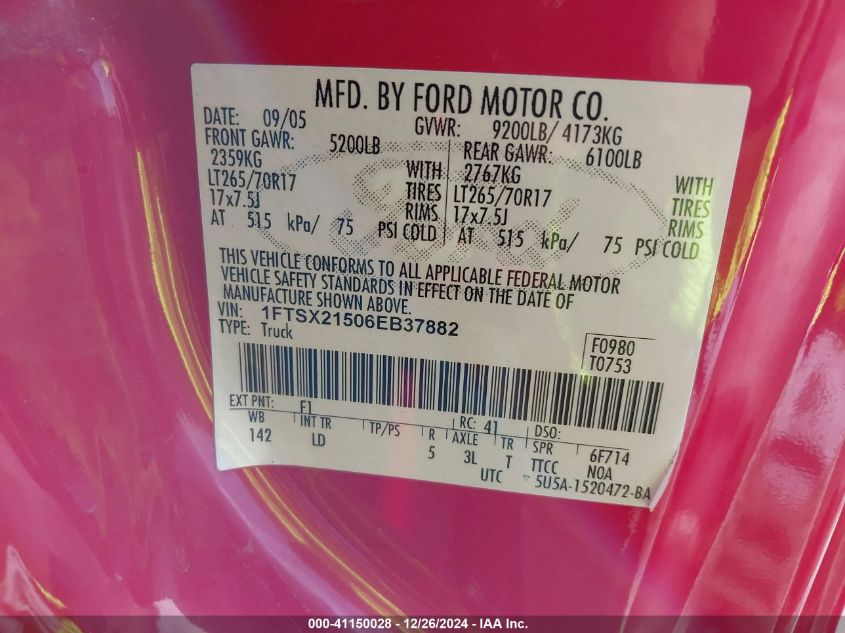 MFD. BY FORD MOTOR CO.
DATE: 09/05 GVWR: 9200LB/ 4173KG
FRONT GAWR: 5200LB REAR GAWR: 6100LB
2359KG WITH 2767KG WITH
LT265/70R17 TIRES LT265/70R17 TIRES
17x7.5J RIMS 17x7.5J RIMS
AT 515 kPa/ 75 PSI COLD AT 515 kPa/ 75 PSI COLD
THIS VEHICLE CONFORMS TO ALL APPLICABLE FEDERAL MOTOR
VEHICLE SAFETY STANDARDS IN EFFECT ON THE DATE OF
MANUFACTURE SHOWN ABOVE.
VIN: 1FTSX21506EB37882
TYPE: Truck
F0980
T0753
EXT PNT: F1 RC: 41 DSO:
WB INT TR TP/PS R AXLE TR SPR 6F714
142 LD 5 3L T TTCC NOA
UTC ▽ 5U5A-1520472-BA
000-41150028 - 12/26/2024 - IAA Inc.